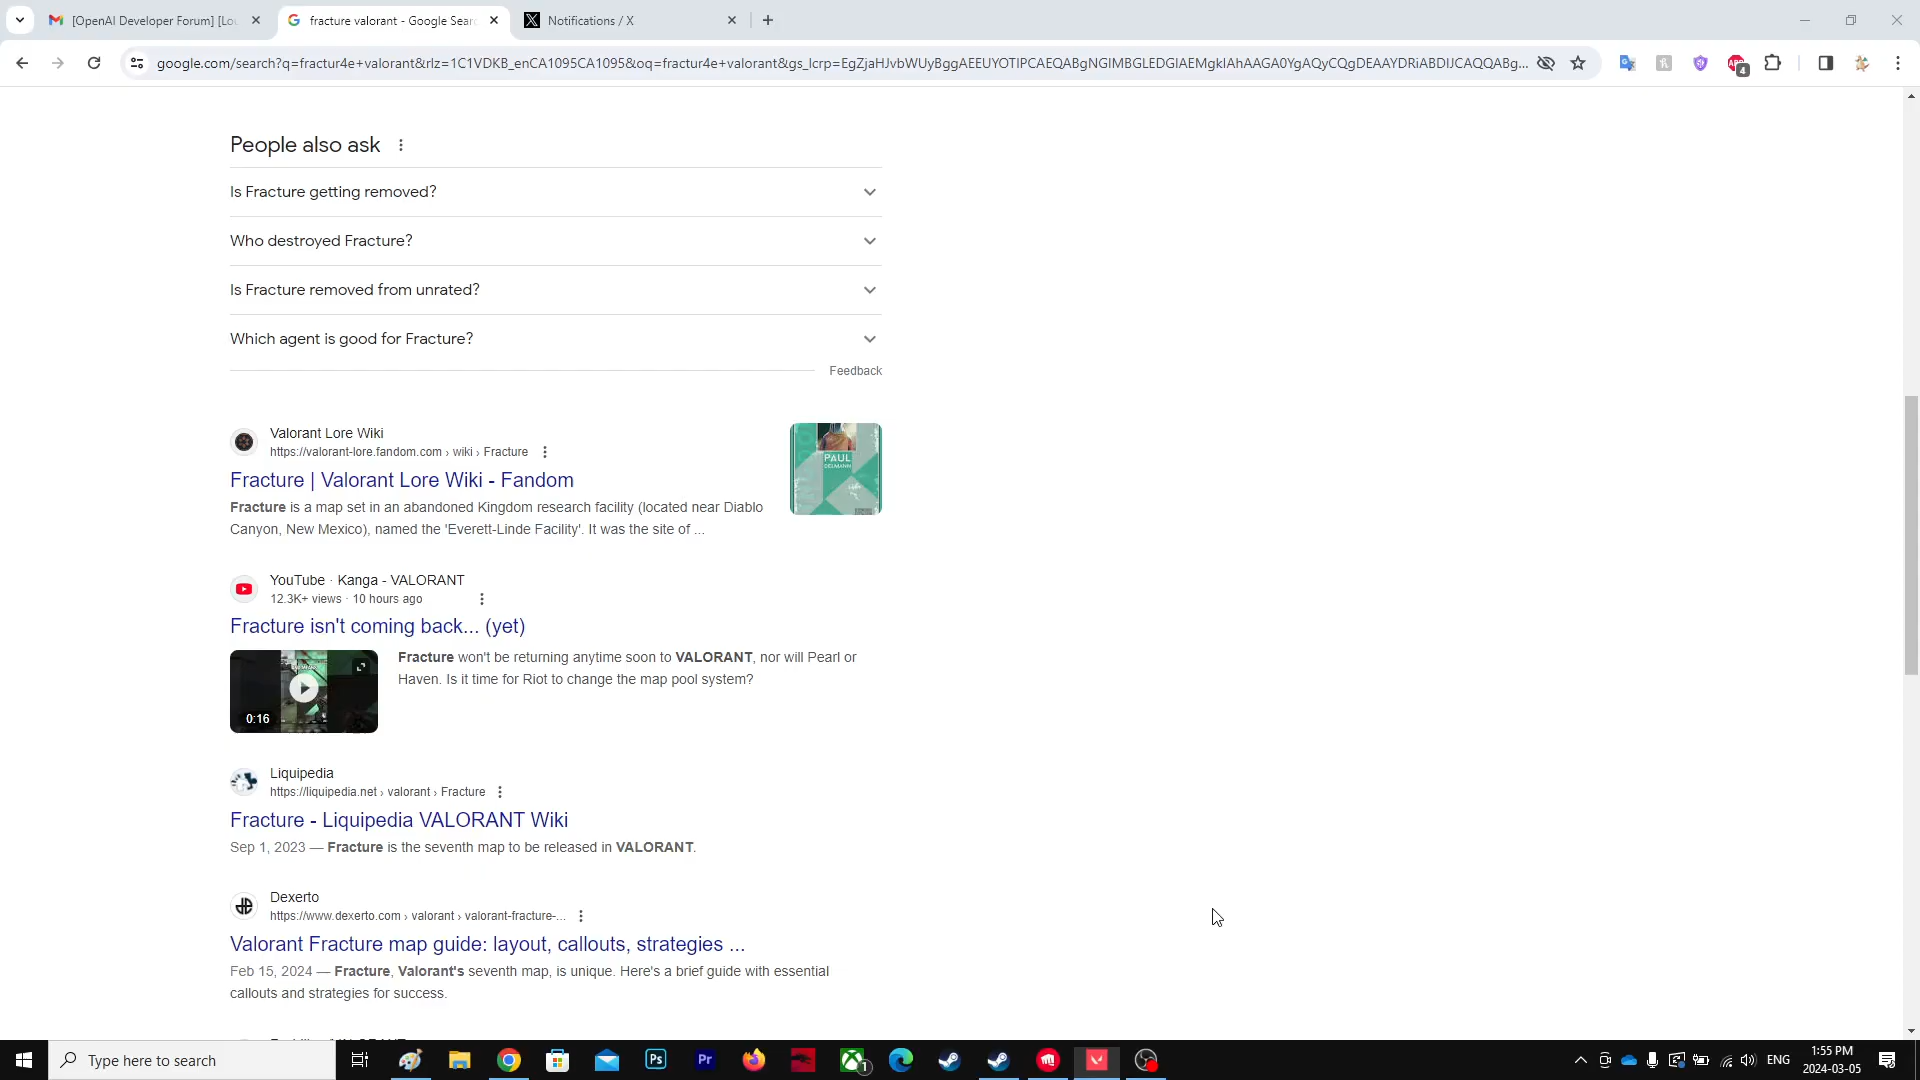 [OpenAI Developer Forum] [Lou
fracture valorant - Google Sear
Notifications / X
google.com/search?q=fractur4e+valorant&rlz=1C1VDKB_enCA1095CA1095&oq=fractur4e+valorant&gs_lcrp=EgZjaHJvbWUyBggAEEUYOTIPCAEQABgNGIMBGLEDGIAEMgkIAhAAGA0YgAQyCQgDEAAYDRiABDIJCAQQABg...
4
People also ask
Is Fracture getting removed?
Who destroyed Fracture?
Is Fracture removed from unrated?
Which agent is good for Fracture?
Feedback
Valorant Lore Wiki
https://valorant-lore.fandom.com › wiki › Fracture
Fracture | Valorant Lore Wiki - Fandom
Fracture is a map set in an abandoned Kingdom research facility (located near Diablo
Canyon, New Mexico), named the 'Everett-Linde Facility'. It was the site of ...
PAUL
DELMANN
YouTube · Kanga - VALORANT
12.3K+ views · 10 hours ago
Fracture isn't coming back... (yet)
0:16
Fracture won't be returning anytime soon to VALORANT, nor will Pearl or
Haven. Is it time for Riot to change the map pool system?
Liquipedia
https://liquipedia.net › valorant › Fracture
Fracture - Liquipedia VALORANT Wiki
Sep 1, 2023 — Fracture is the seventh map to be released in VALORANT.
Dexerto
https://www.dexerto.com › valorant › valorant-fracture-...
Valorant Fracture map guide: layout, callouts, strategies ...
Feb 15, 2024 — Fracture, Valorant's seventh map, is unique. Here's a brief guide with essential
callouts and strategies for success.
Type here to search
Ps
Pr
1
ENG
1:55 PM
2024-03-05